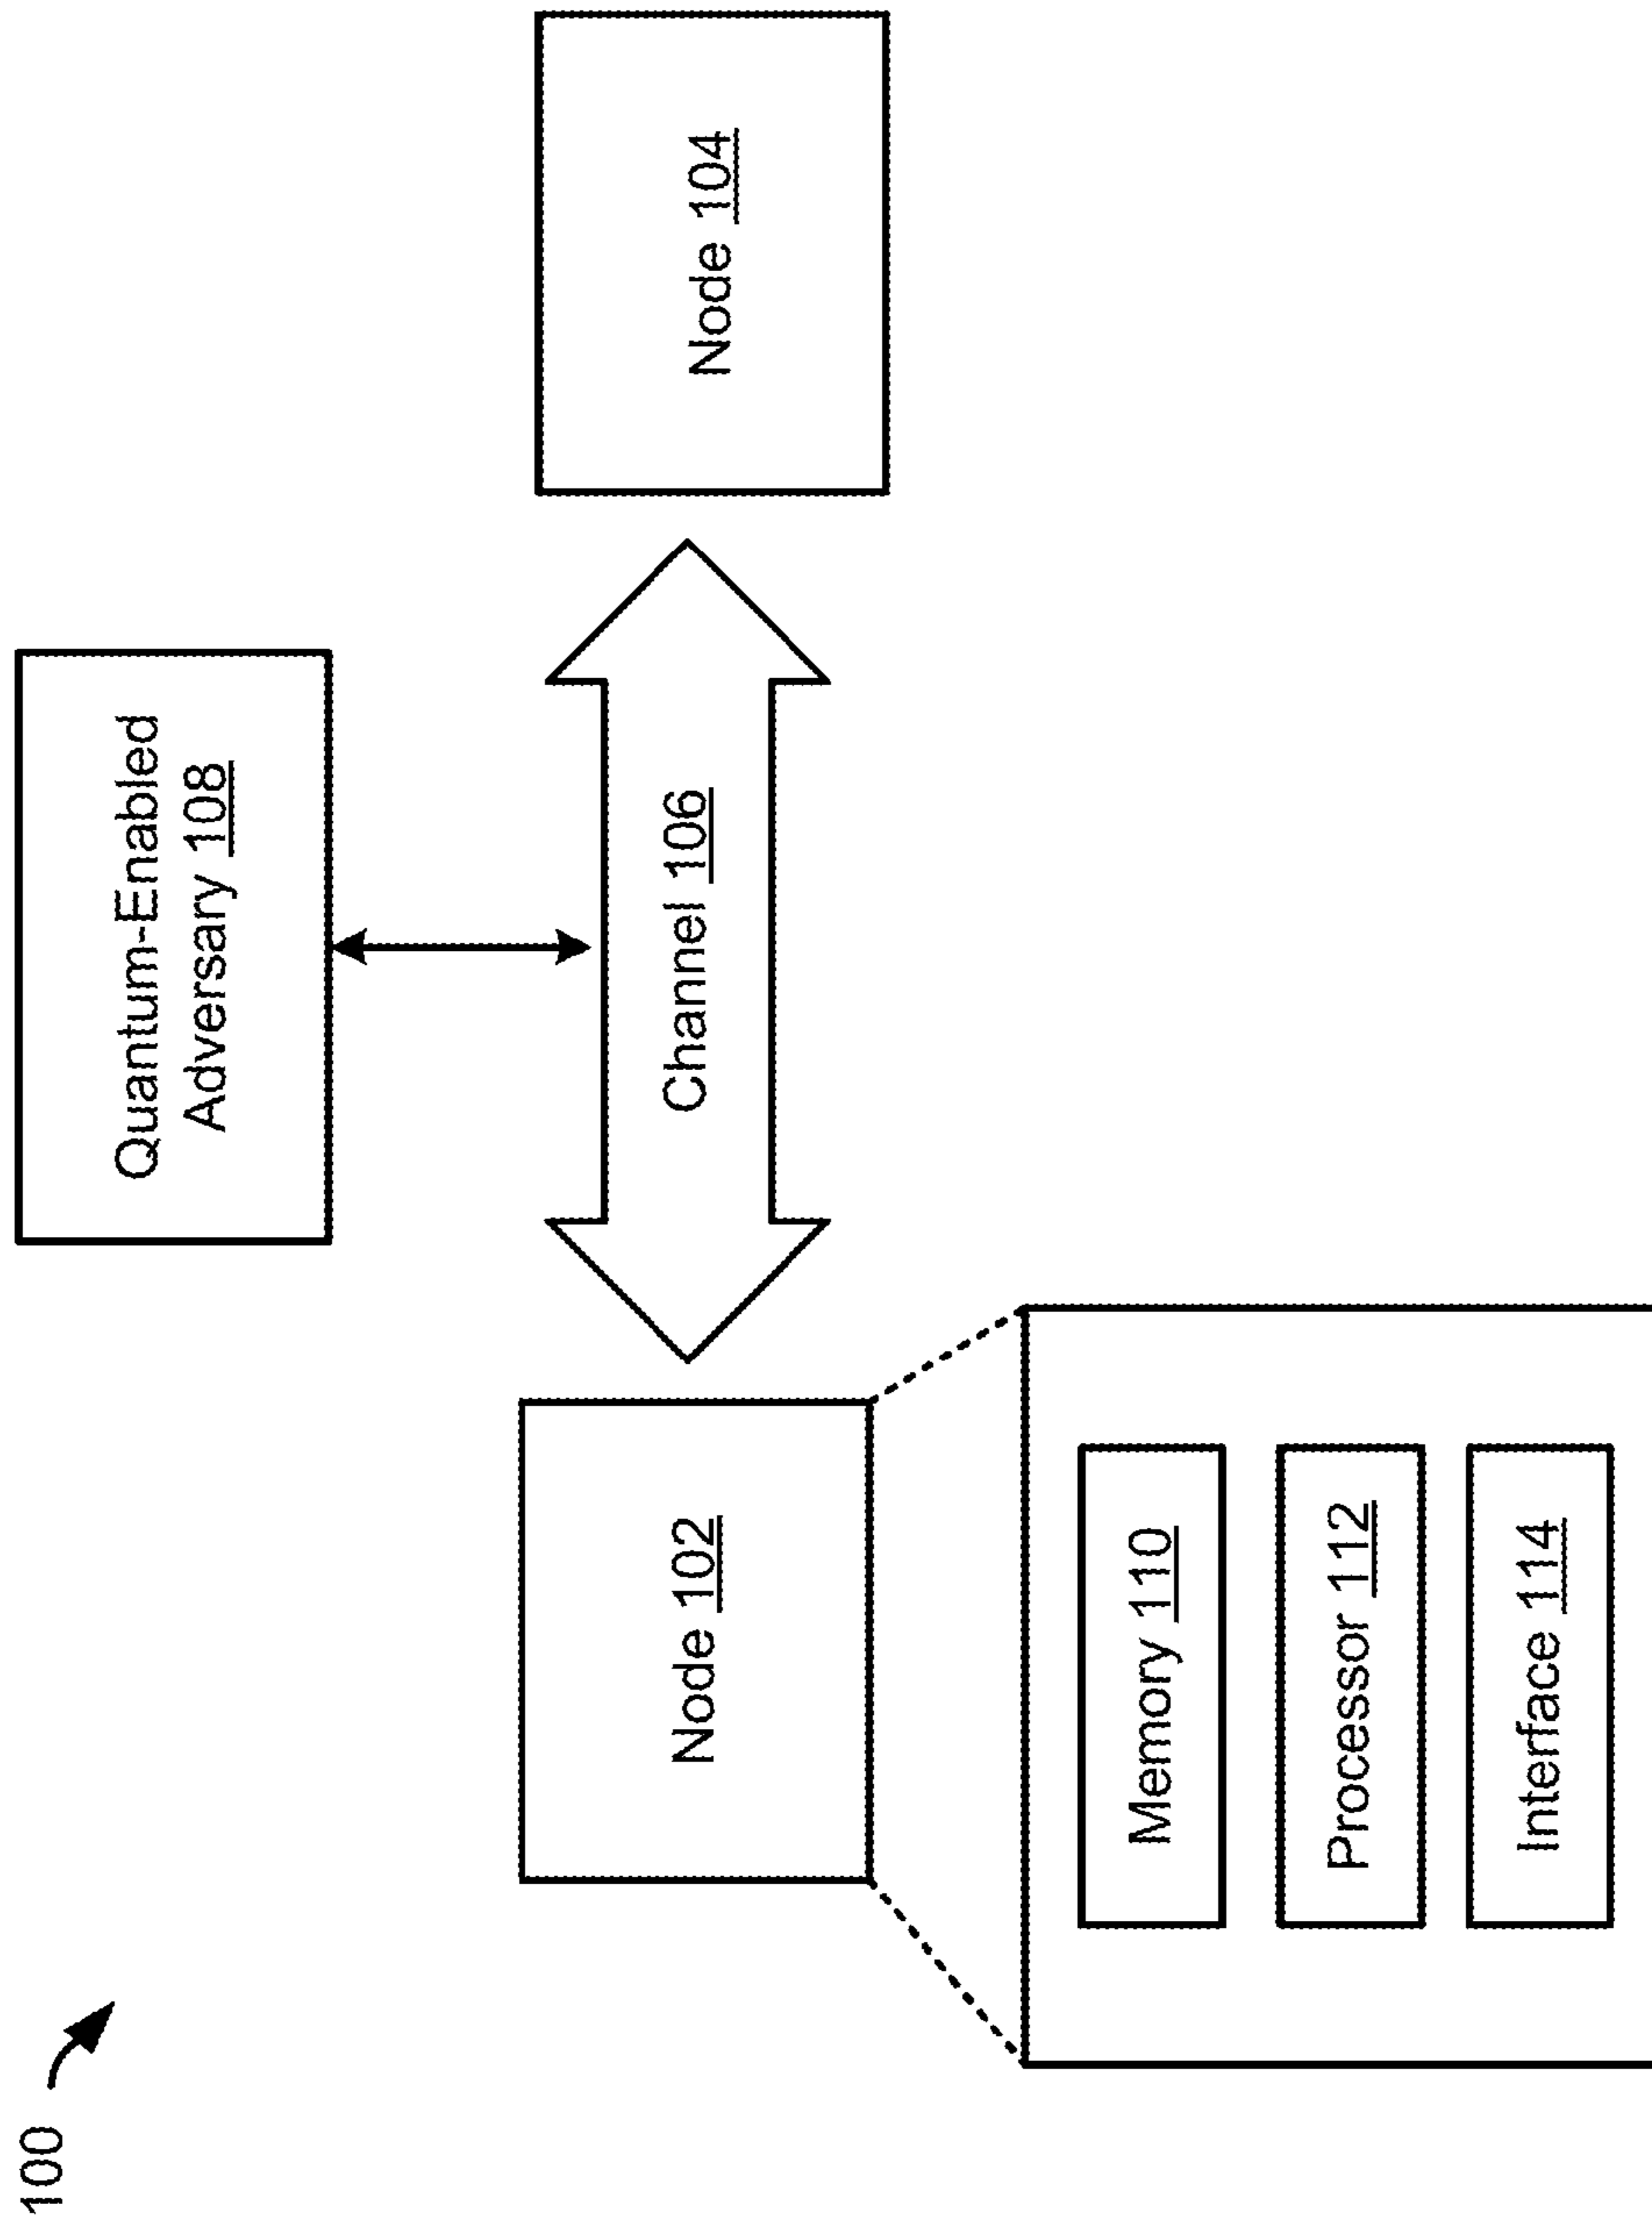 100
Quantum-Enabled
Adversary 108
Node 102
Channel 106
Node 104
Memory 110
Processor 112
Interface 114